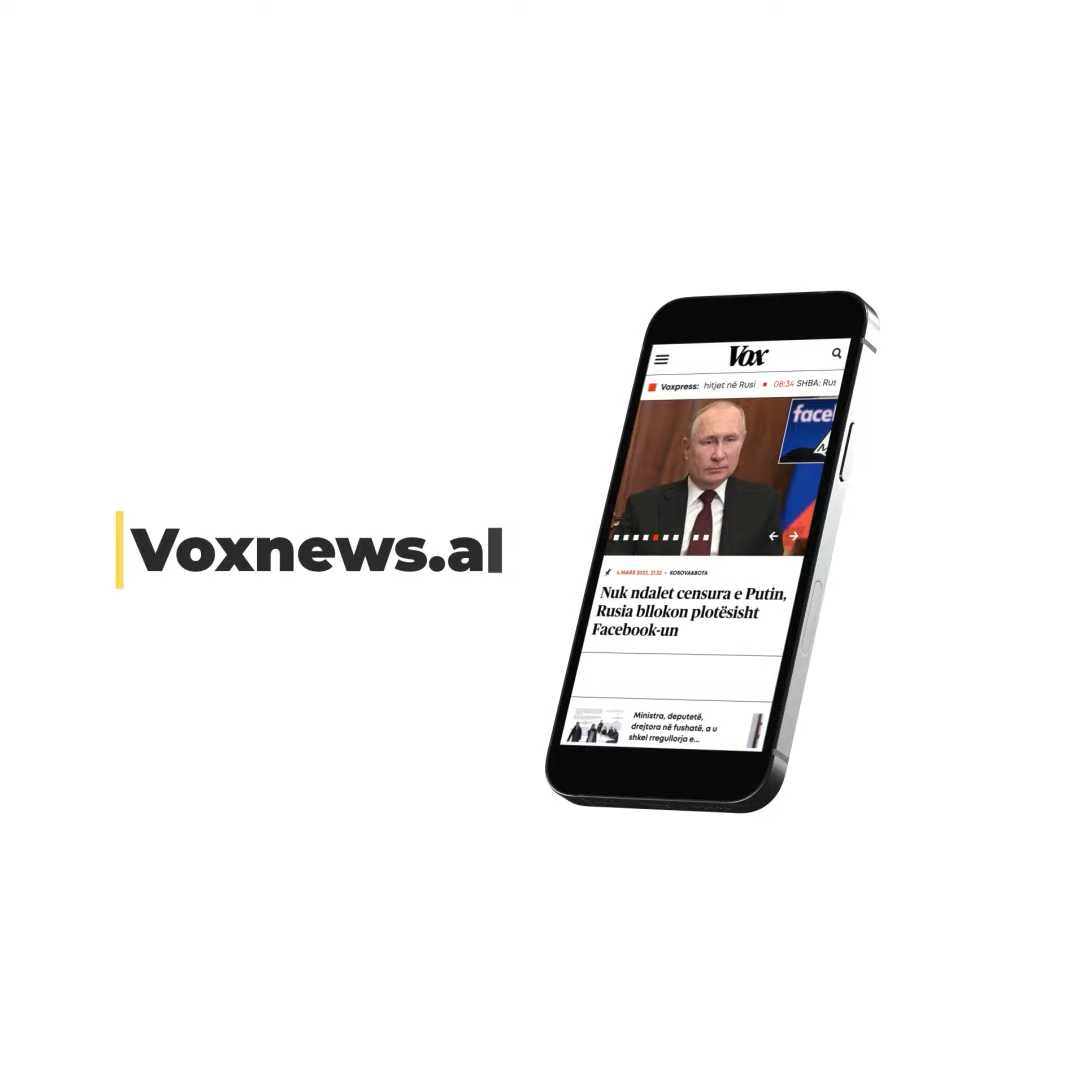 Voxnews.al
Vox
Voxpress: hitjet në Rusi 08:34 SHBA: Rus
face
4 MARS 2022, 21:32 • KOSOVA&BOTA
Nuk ndalet censura e Putin,
Rusia bllokon plotësisht
Facebook-un
Ministra, deputetë,
drejtora në fushatë, a u
shkel rregullorja e...